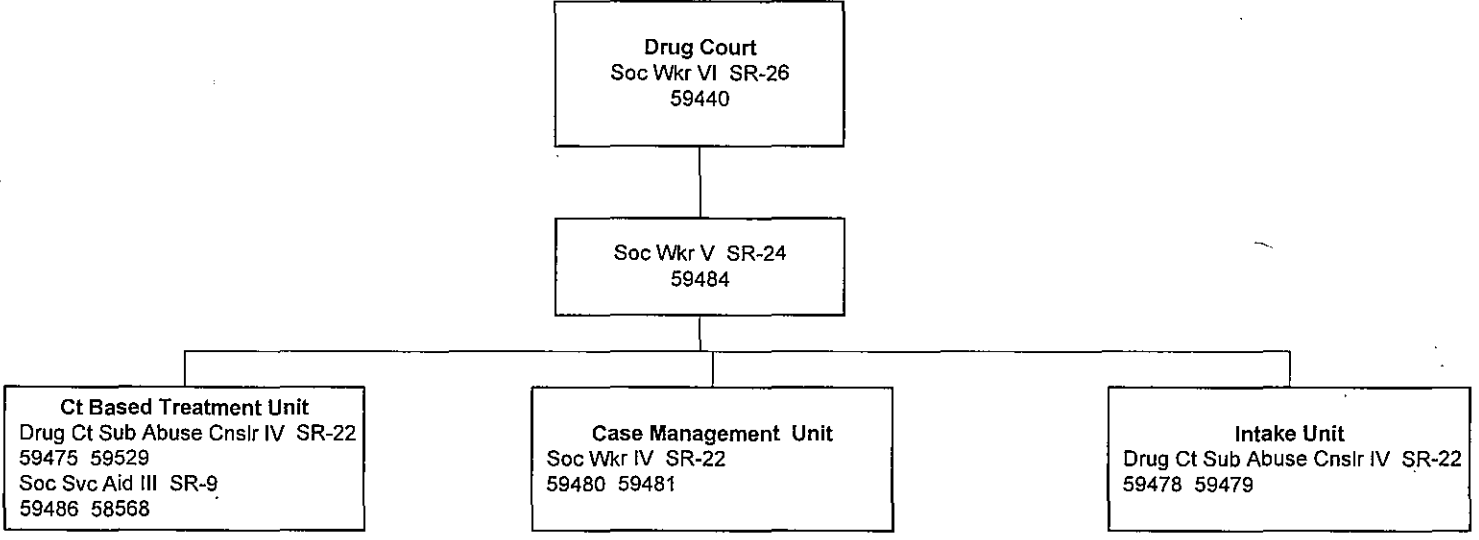 Drug Court
Soc Wkr VI SR-26
59440
Soc Wkr V SR-24
59484
Ct Based Treatment Unit
Drug Ct Sub Abuse Cnslr IV SR-22
59475 59529
Soc Svc Aid III SR-9
59486 58568
Case Management Unit
Soc Wkr IV SR-22
59480 59481
Intake Unit
Drug Ct Sub Abuse Cnslr IV SR-22
59478 59479